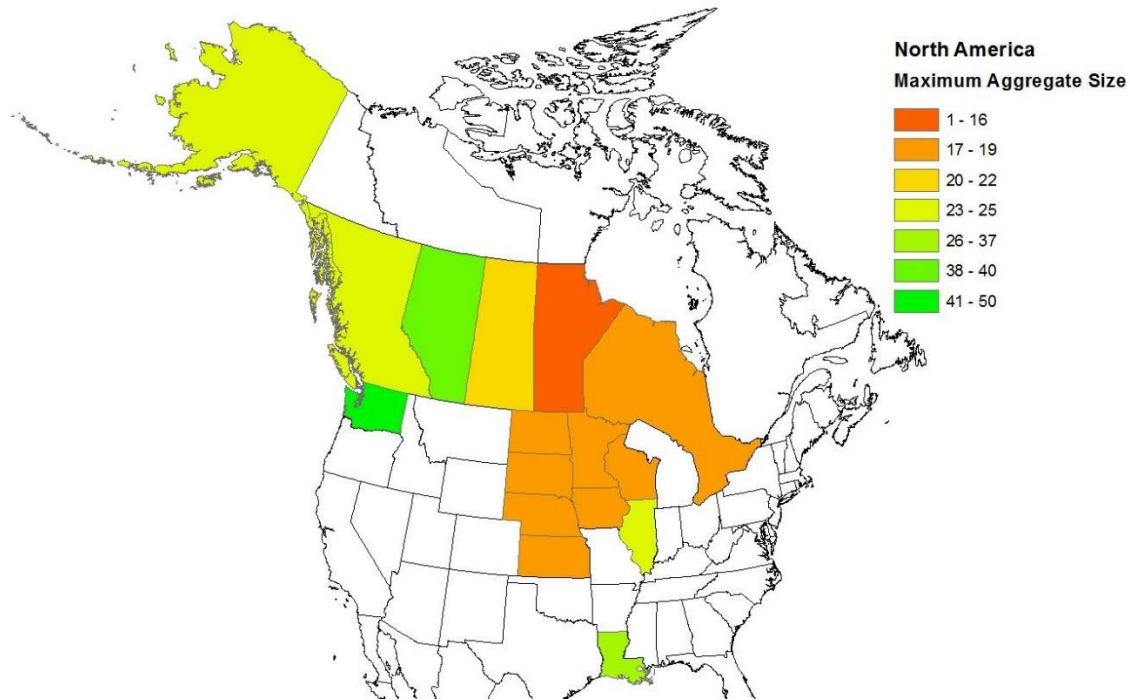 North America
Maximum Aggregate Size
1 - 16
17 - 19
20 - 22
23 - 25
26 - 37
38 - 40
41 - 50